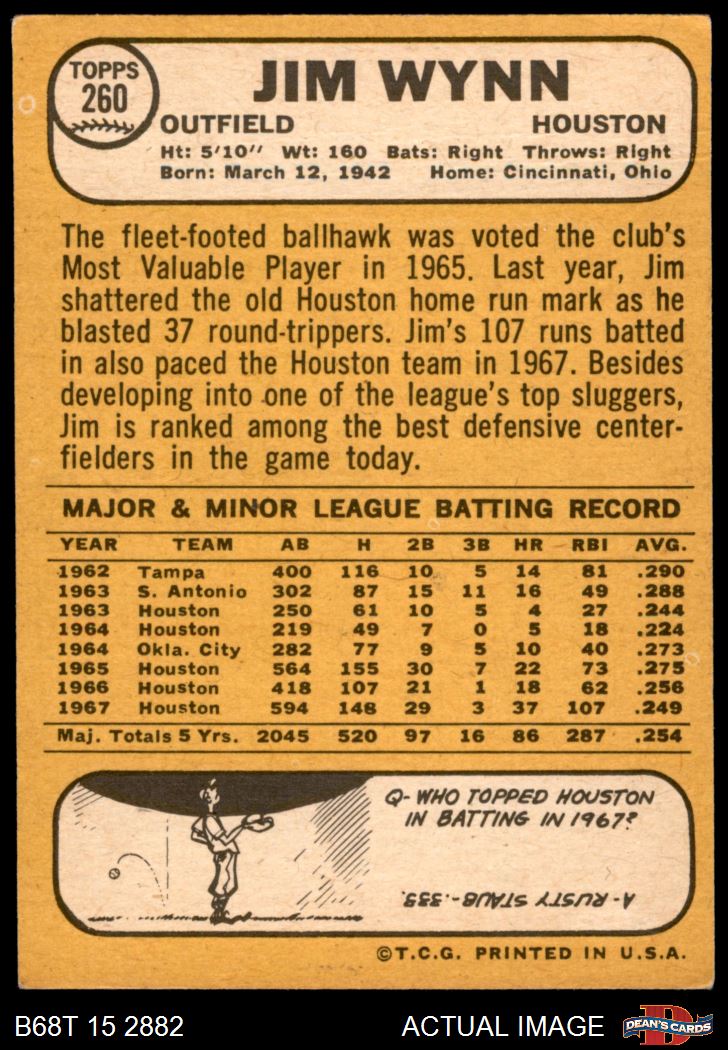 TOPPS
260
JIM WYNN
OUTFIELD HOUSTON
Ht: 5'10" Wt: 160 Bats: Right Throws: Right
Born: March 12, 1942 Home: Cincinnati, Ohio
The fleet-footed ballhawk was voted the club's
Most Valuable Player in 1965. Last year, Jim
shattered the old Houston home run mark as he
blasted 37 round-trippers. Jim's 107 runs batted
in also paced the Houston team in 1967. Besides
developing into one of the league's top sluggers,
Jim is ranked among the best defensive center-
fielders in the game today.
MAJOR & MINOR LEAGUE BATTING RECORD
YEAR TEAM AB H 2B 3B HR RBI AVG.
1962 Tampa 400 116 10 5 14 81 .290
1963 S. Antonio 302 87 15 11 16 49 .288
1963 Houston 250 61 10 5 4 27 .244
1964 Houston 219 49 7 0 5 18 .224
1964 Okla. City 282 77 9 5 10 40 .273
1965 Houston 564 155 30 7 22 73 .275
1966 Houston 418 107 21 1 18 62 .256
1967 Houston 594 148 29 3 37 107 .249
Maj. Totals 5 Yrs. 2045 520 97 16 86 287 .254
Q- WHO TOPPED HOUSTON
IN BATTING IN 1967?
A- RUSTY STAUB-.333.
©T.C.G. PRINTED IN U.S.A.
B68T 15 2882 ACTUAL IMAGE
D
DEAN'S CARDS